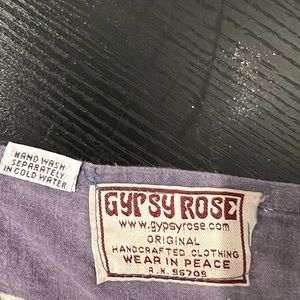 HAND WASH
SEPARATELY
IN COLD WATER
GYPSY ROSE
www.gypsyrose.com
ORIGINAL
HANDCRAFTED CLOTHING
WEAR IN PEACE
R.N. 96709